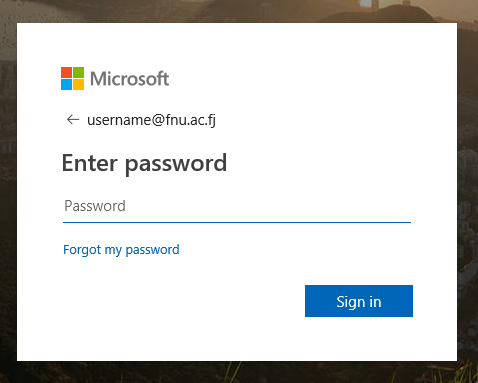 Microsoft
← username@fnu.ac.fj
Enter password
Password
Forgot my password
Sign in